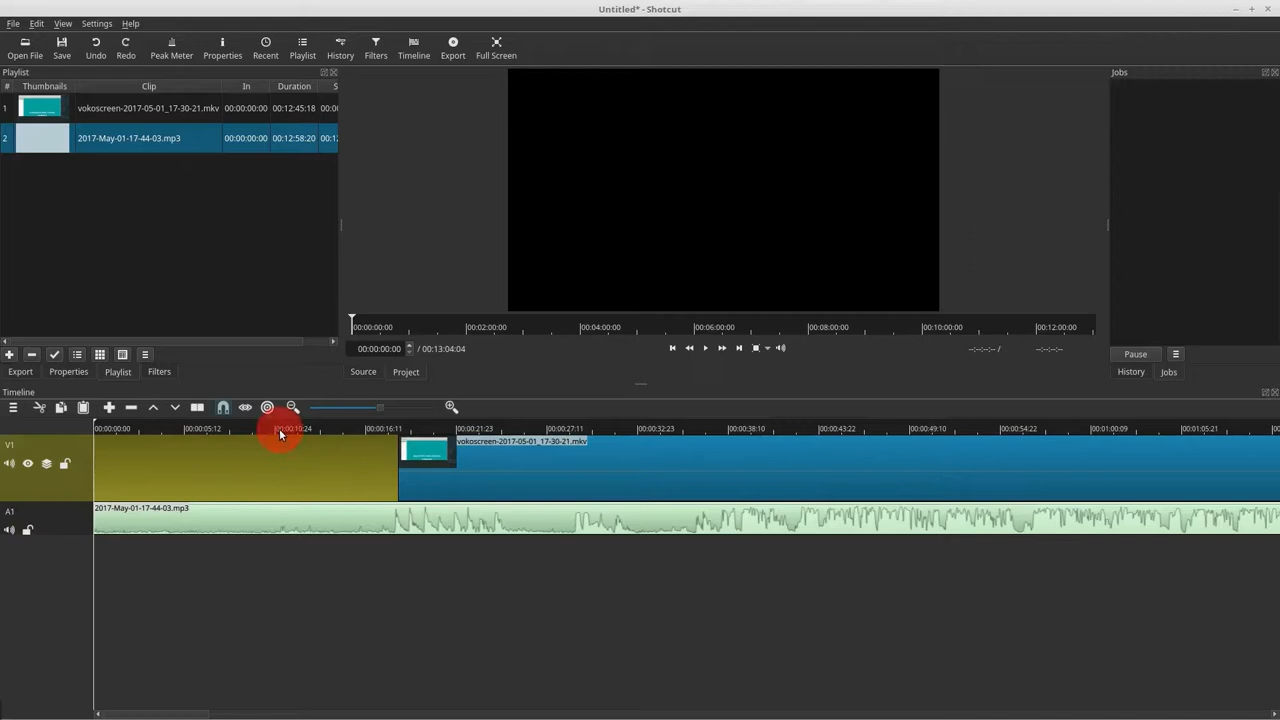 Untitled* - Shotcut
File Edit View Settings Help
Open File Save Undo Redo Peak Meter Properties Recent Playlist History Filters Timeline Export Full Screen
Playlist
Jobs
# Thumbnails Clip In Duration S
1 vokoscreen-2017-05-01_17-30-21.mkv 00:00:00:00 00:12:45:18 00:0
2 2017-May-01-17-44-03.mp3 00:00:00:00 00:12:58:20 00:1
00:00:00:00 00:02:00:00 00:04:00:00 00:06:00:00 00:08:00:00 00:10:00:00 00:12:00:00
00:00:00:00 / 00:13:04:04 --:--:--:-- / --:--:--:--
Pause
Export Properties Playlist Filters Source Project History Jobs
Timeline
00:00:00:00 00:00:05:12 00:00:10:24 00:00:16:11 00:00:21:23 00:00:27:11 00:00:32:23 00:00:38:10 00:00:43:22 00:00:49:10 00:00:54:22 00:01:00:09 00:01:05:21
V1
vokoscreen-2017-05-01_17-30-21.mkv
A1
2017-May-01-17-44-03.mp3